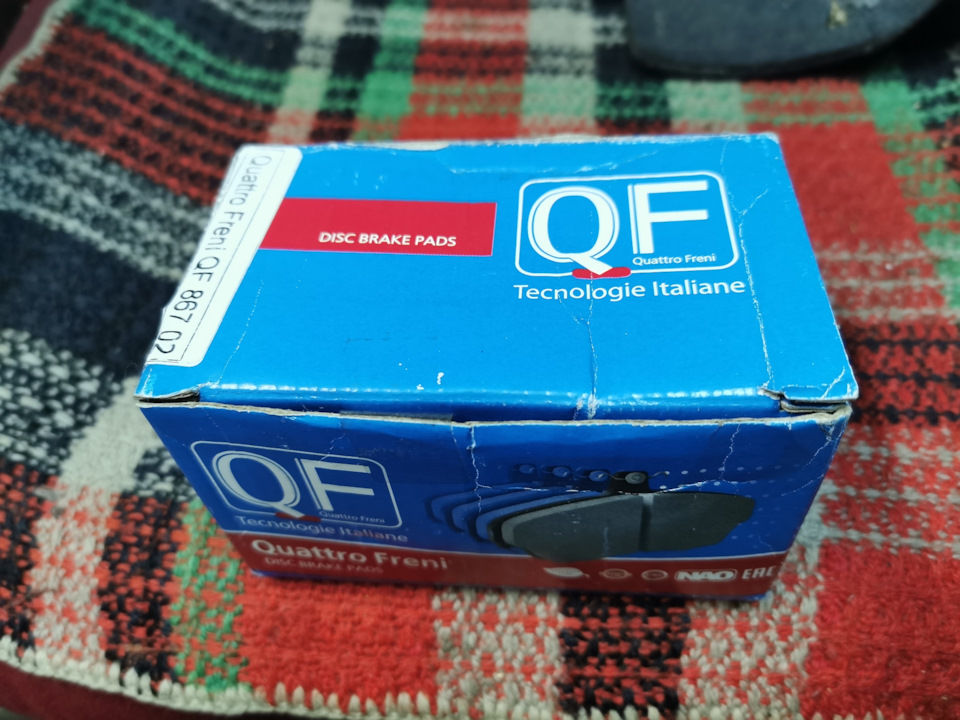 Quattro Freni QF 867 02
DISC BRAKE PADS
QF
Quattro Freni
Tecnologie Italiane
QF
Quattro Freni
Tecnologie Italiane
Quattro Freni
DISC BRAKE PADS
NAO EAC